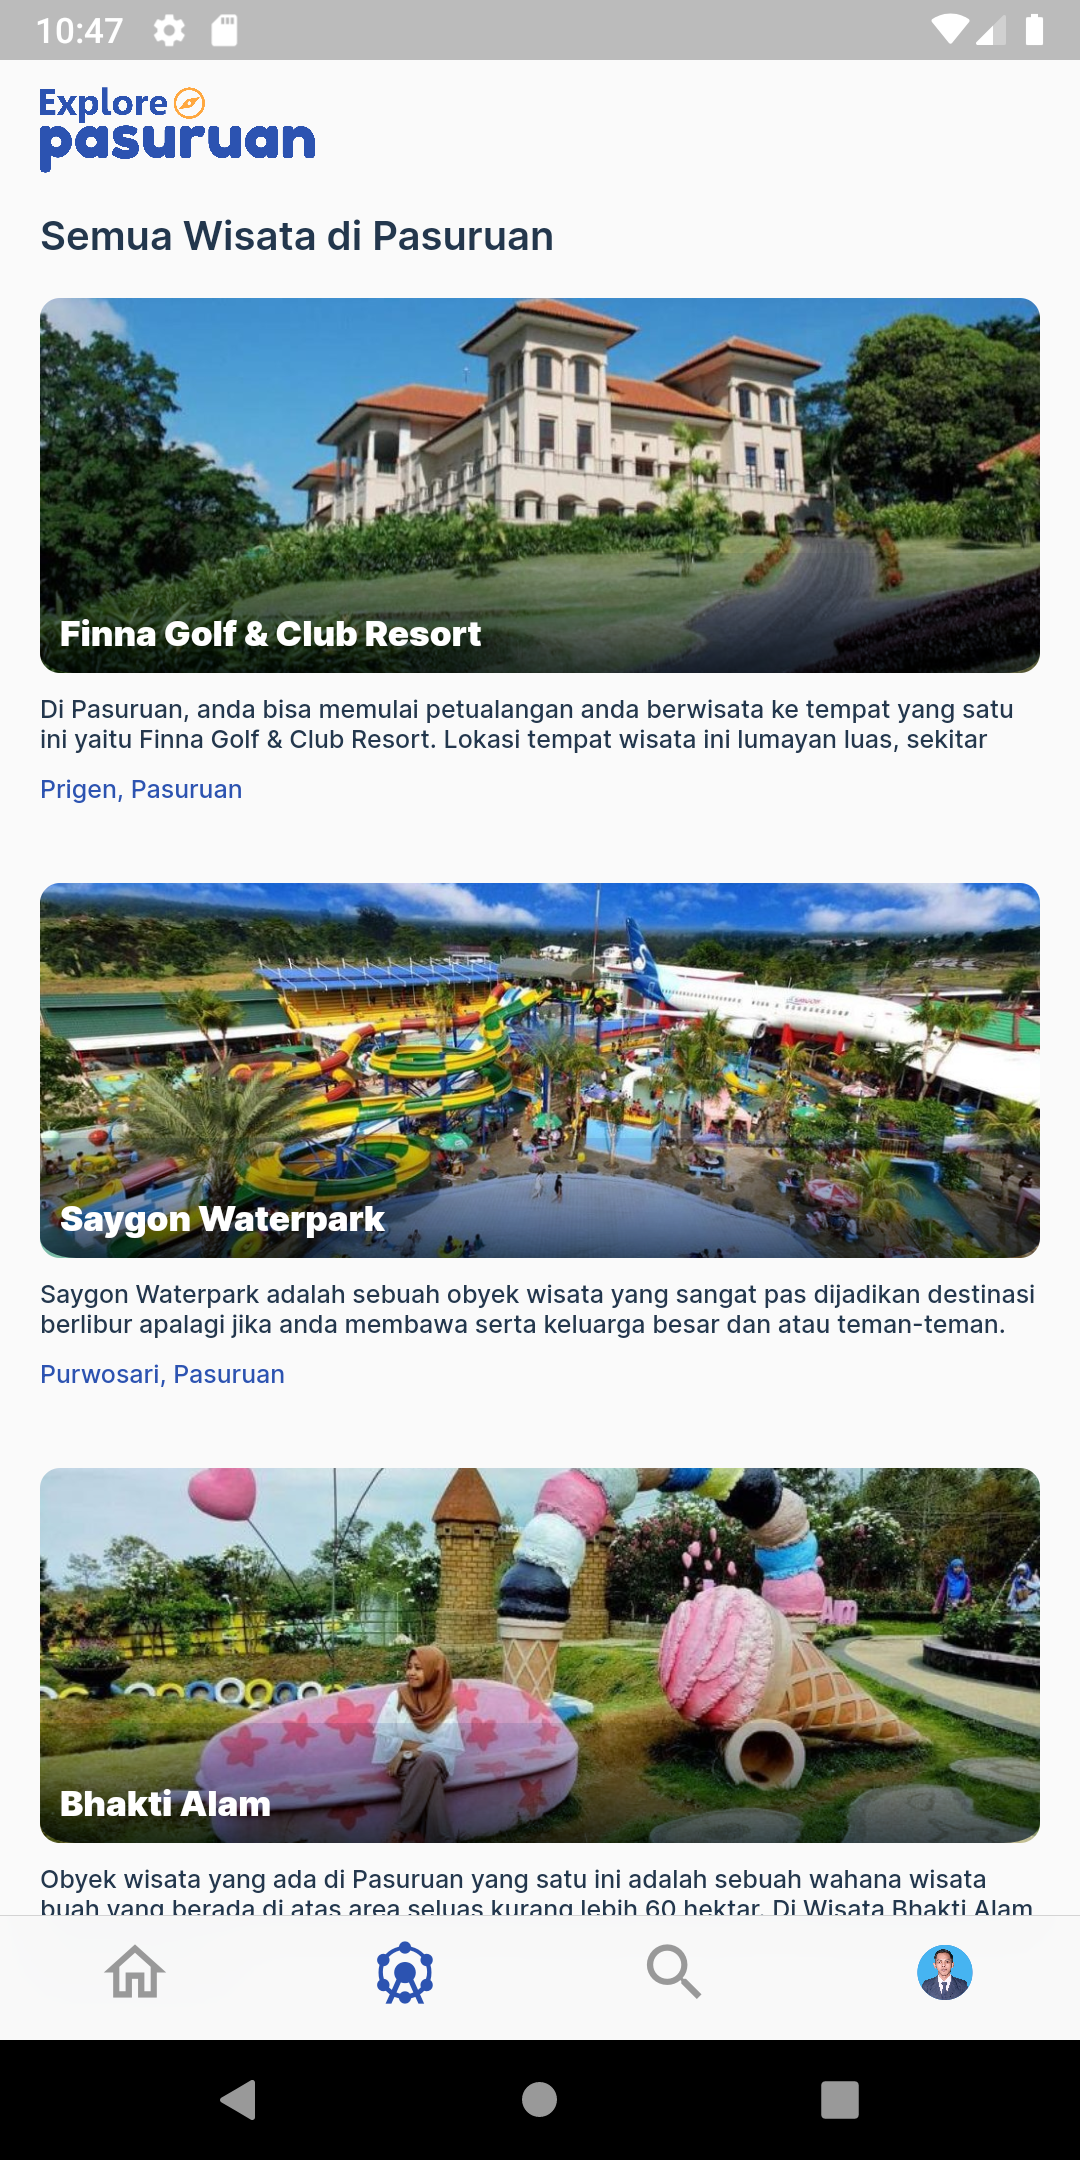 10:47
Explore
pasuruan
Semua Wisata di Pasuruan
Finna Golf & Club Resort
Di Pasuruan, anda bisa memulai petualangan anda berwisata ke tempat yang satu
ini yaitu Finna Golf & Club Resort. Lokasi tempat wisata ini lumayan luas, sekitar
Prigen, Pasuruan
Saygon Waterpark
Saygon Waterpark adalah sebuah obyek wisata yang sangat pas dijadikan destinasi
berlibur apalagi jika anda membawa serta keluarga besar dan atau teman-teman.
Purwosari, Pasuruan
Bhakti Alam
Obyek wisata yang ada di Pasuruan yang satu ini adalah sebuah wahana wisata
buah yang berada di atas area seluas kurang lebih 60 hektar. Di Wisata Bhakti Alam